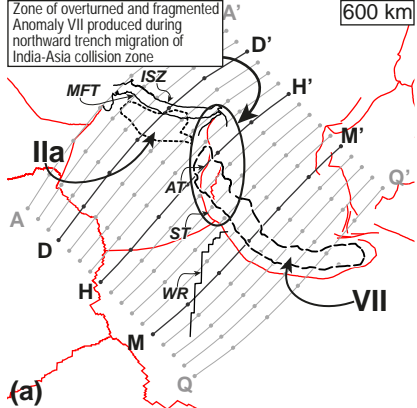 Zone of overturned and fragmented
Anomaly VII produced during
northward trench migration of
India-Asia collision zone
600 km
A'
D'
ISZ
MFT
H'
IIa
M'
Q'
AT
A
ST
D
WR
H
VII
M
Q
(a)